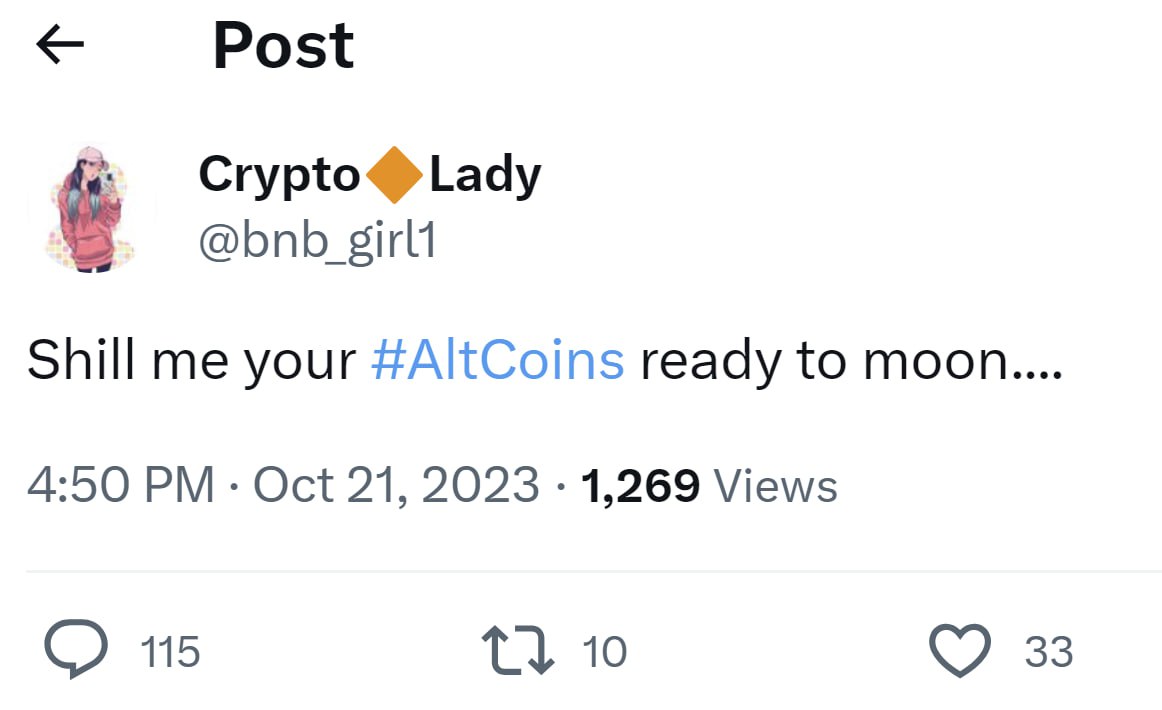 Post
Crypto🔶Lady
@bnb_girl1
Shill me your #AltCoins ready to moon....
4:50 PM · Oct 21, 2023 · 1,269 Views
115 10 33